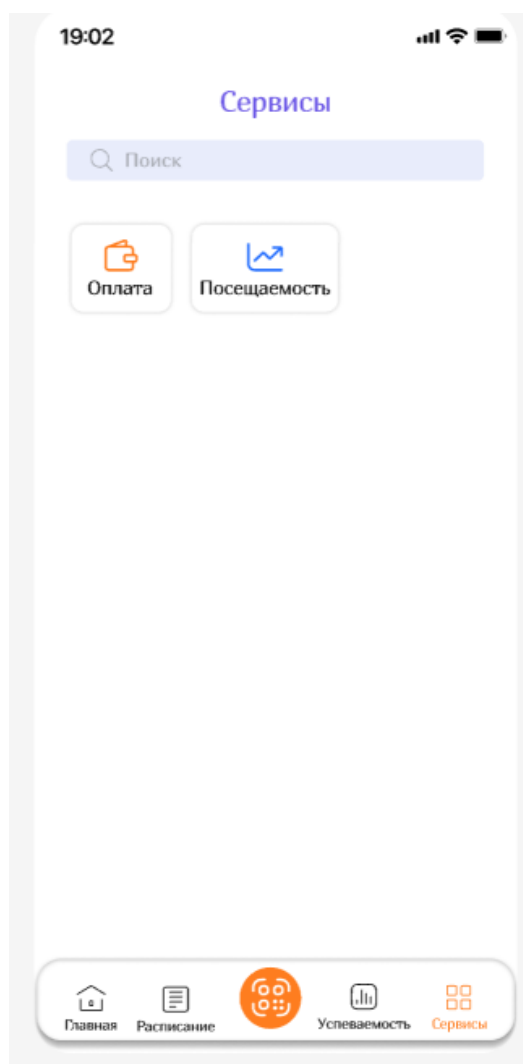 19:02
Сервисы
Поиск
Оплата
Посещаемость
Главная
Расписание
Успеваемость
Сервисы